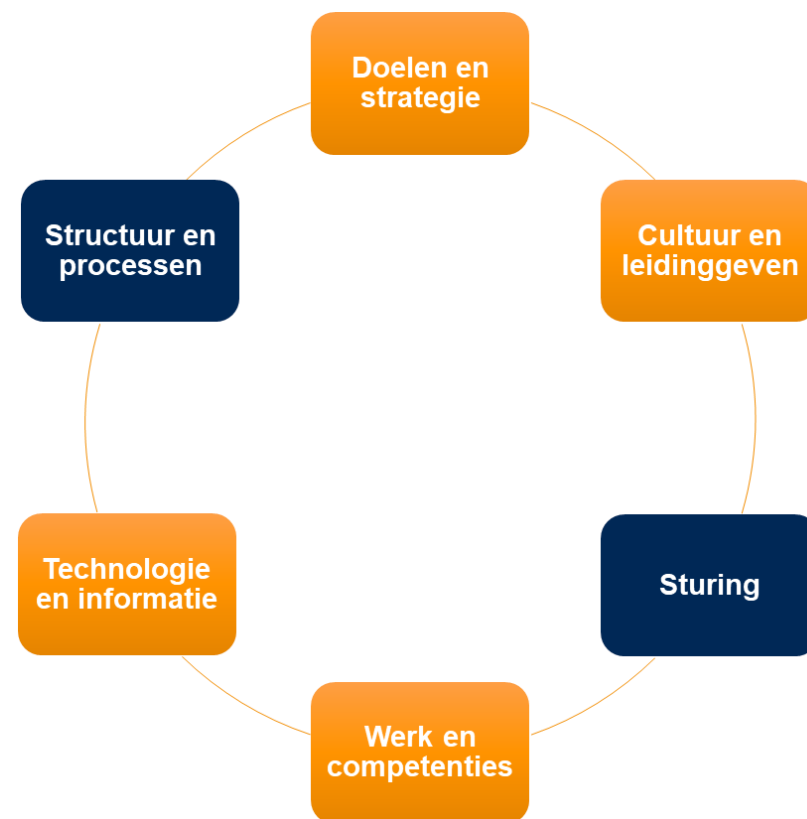 Doelen en
strategie
Structuur en
processen
Cultuur en
leidinggeven
Technologie
en informatie
Sturing
Werk en
competenties